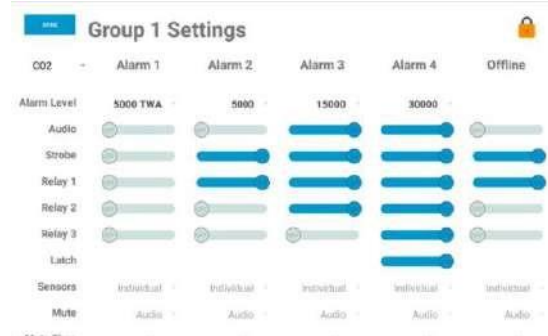 SYNC
Group 1 Settings
CO2 Alarm 1 Alarm 2 Alarm 3 Alarm 4 Offline
Alarm Level 5000 TWA 5000 15000 30000
Audio
Strobe
Relay 1
Relay 2
Relay 3
Latch
Sensors Individual Individual Individual Individual Individual
Mute Audio Audio Audio Audio Audio